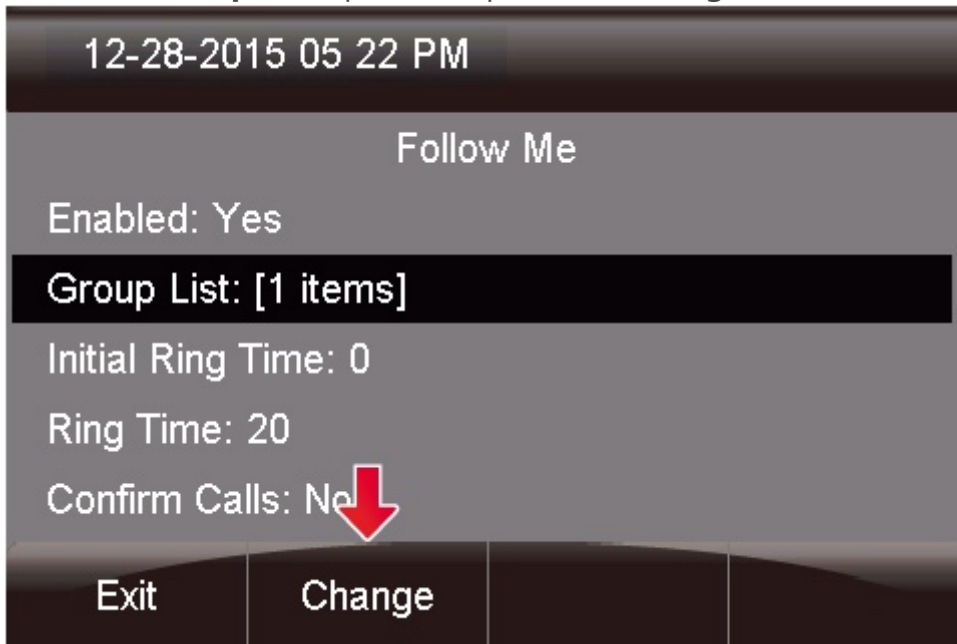 12-28-2015 05 22 PM
Follow Me
Enabled: Yes
Group List: [1 items]
Initial Ring Time: 0
Ring Time: 20
Confirm Calls: No
Exit Change